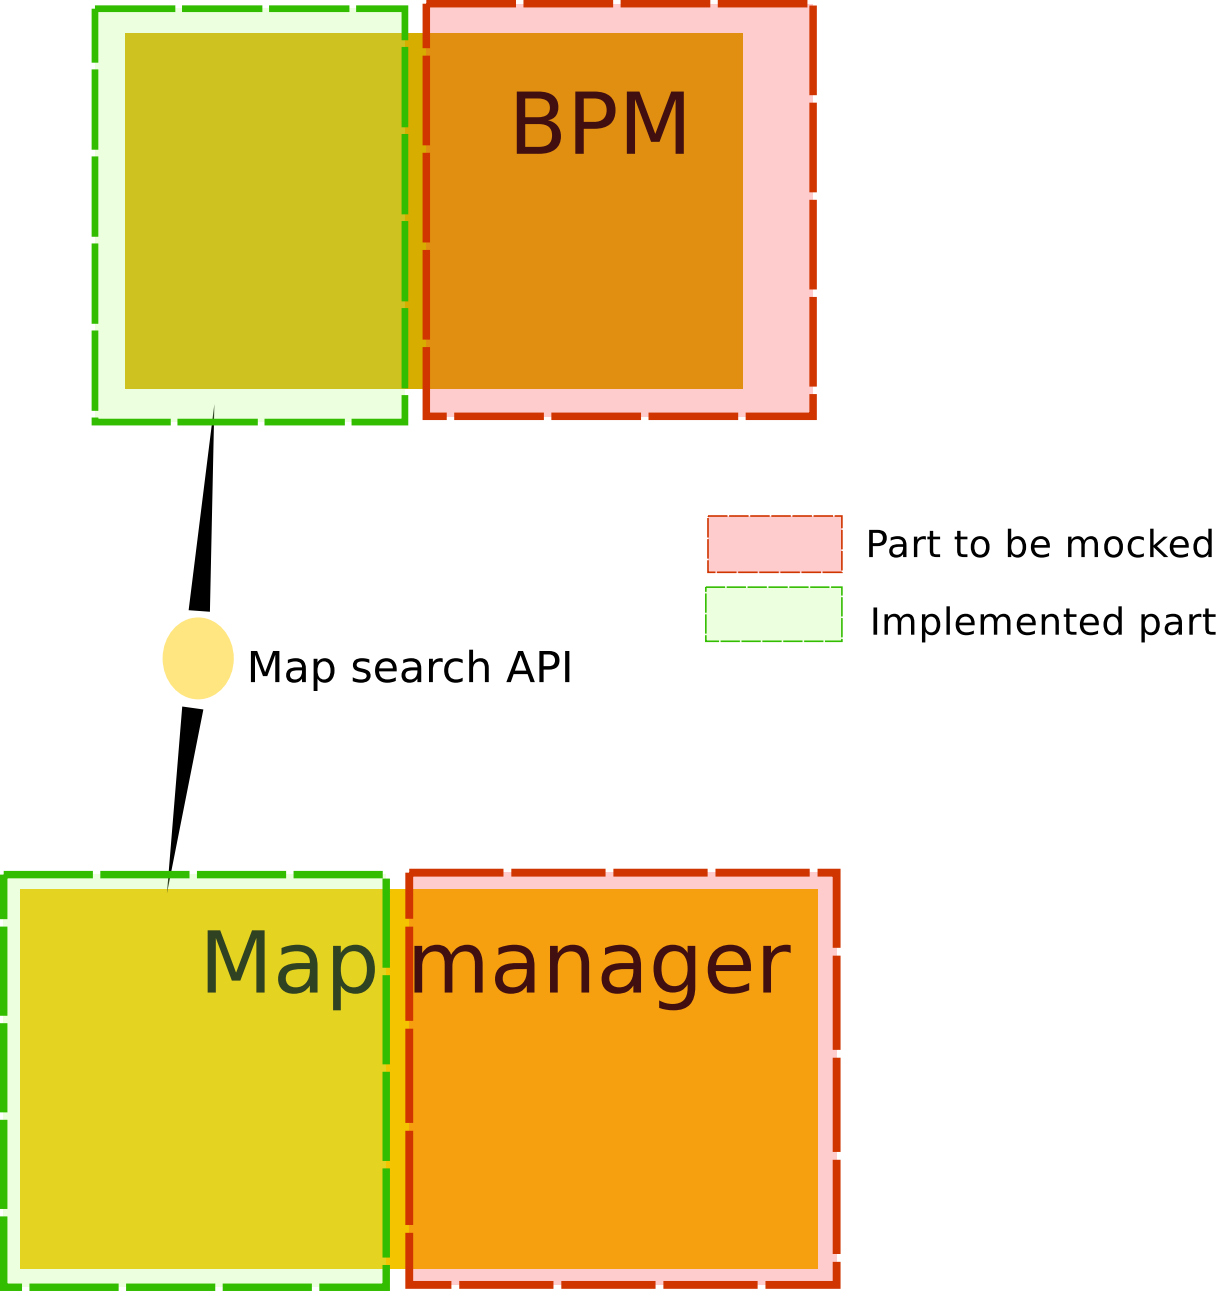 BPM
Part to be mocked
Implemented part
Map search API
Map manager